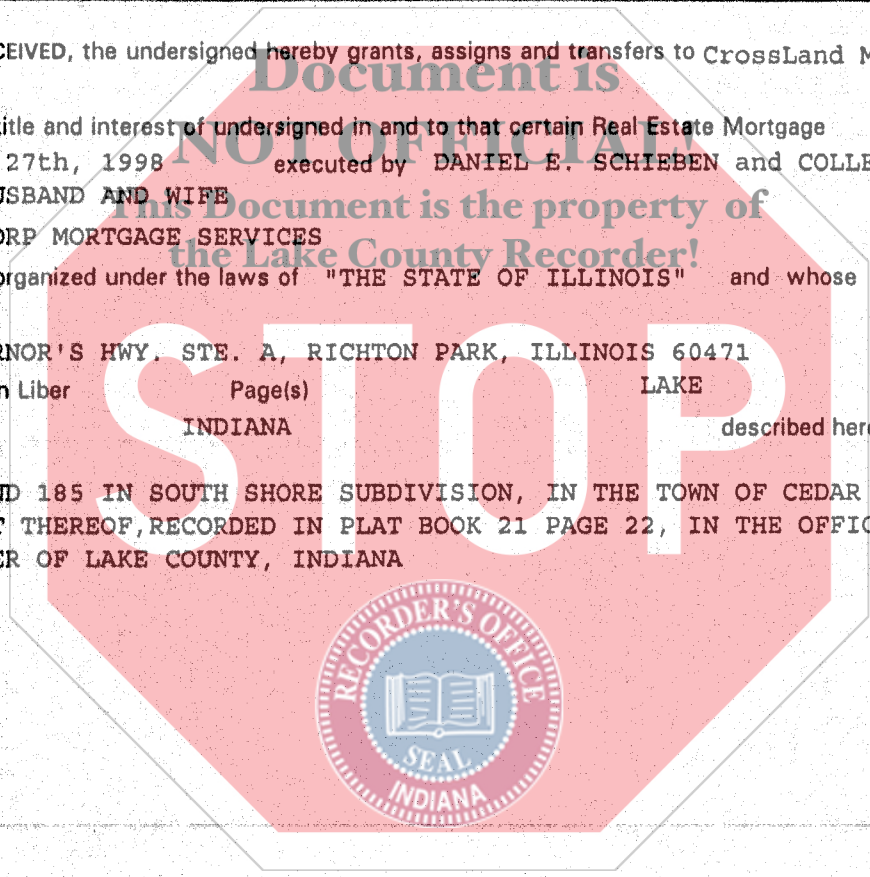 CEIVED, the undersigned hereby grants, assigns and transfers to CrossLand M
Document is
itle and interest of undersigned in and to that certain Real Estate Mortgage
NOT OFFICIAL!
27th, 1998 executed by DANIEL E. SCHIEBEN and COLLE
USBAND AND WIFE
This Document is the property of
ORP MORTGAGE SERVICES
the Lake County Recorder!
organized under the laws of "THE STATE OF ILLINOIS" and whose
RNOR'S HWY. STE. A, RICHTON PARK, ILLINOIS 60471
n Liber Page(s) LAKE
INDIANA described here
STOP
ND 185 IN SOUTH SHORE SUBDIVISION, IN THE TOWN OF CEDAR
T THEREOF,RECORDED IN PLAT BOOK 21 PAGE 22, IN THE OFFIC
ER OF LAKE COUNTY, INDIANA
RECORDER'S OFFICE
SEAL
INDIANA